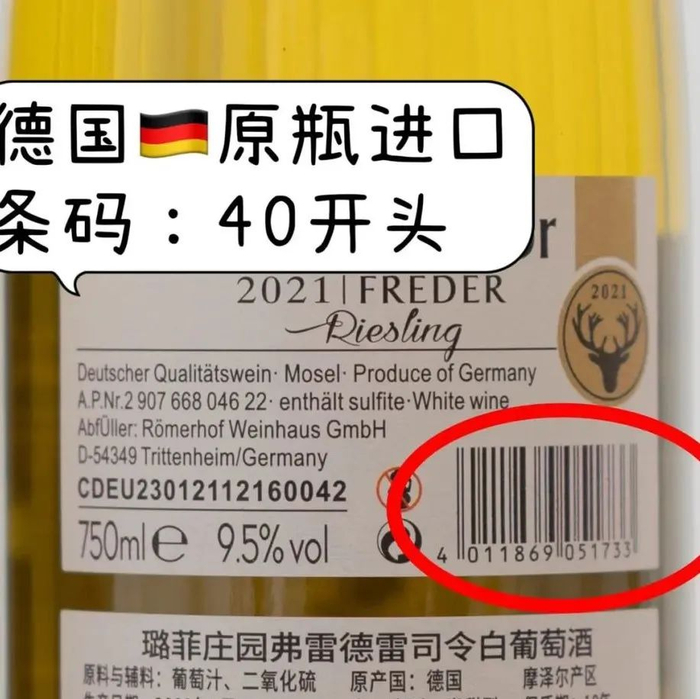 德国🇩🇪原瓶进口
条码：40开头
2021|FREDER
Riesling
2021
Deutscher Qualitätswein· Mosel· Produce of Germany
A.P.Nr.2 907 668 046 22· enthält sulfite·White wine
Abfüller: Römerhof Weinhaus GmbH
D-54349 Trittenheim/Germany
CDEU23012112160042
750ml e 9.5% vol
4 011869 051733
璐菲庄园弗雷德雷司令白葡萄酒
原料与辅料：葡萄汁、二氧化硫 原产国：德国 摩泽尔产区